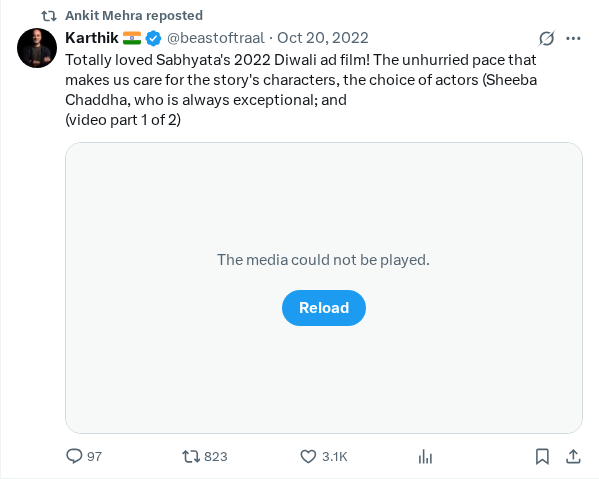 Ankit Mehra reposted
Karthik 🇮🇳 @beastoftraal · Oct 20, 2022
Totally loved Sabhyata's 2022 Diwali ad film! The unhurried pace that
makes us care for the story's characters, the choice of actors (Sheeba
Chaddha, who is always exceptional; and
(video part 1 of 2)
The media could not be played.
Reload
97 823 3.1K